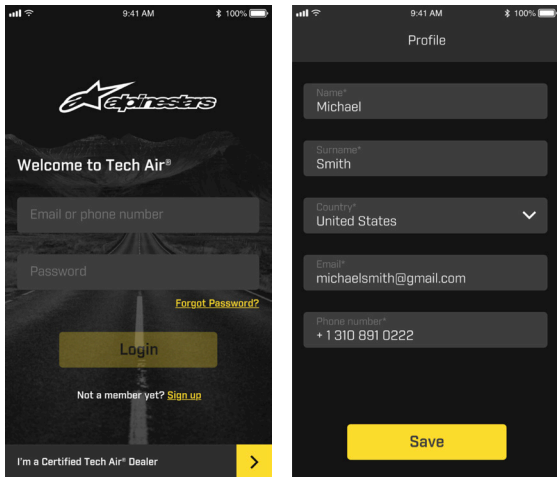 9:41 AM
100%
alpinestars
Welcome to Tech Air®
Email or phone number
Password
Forgot Password?
Login
Not a member yet? Sign up
I'm a Certified Tech Air® Dealer
9:41 AM
100%
Profile
Name*
Michael
Surname*
Smith
Country*
United States
Email*
michaelsmith@gmail.com
Phone number*
+ 1 310 891 0222
Save